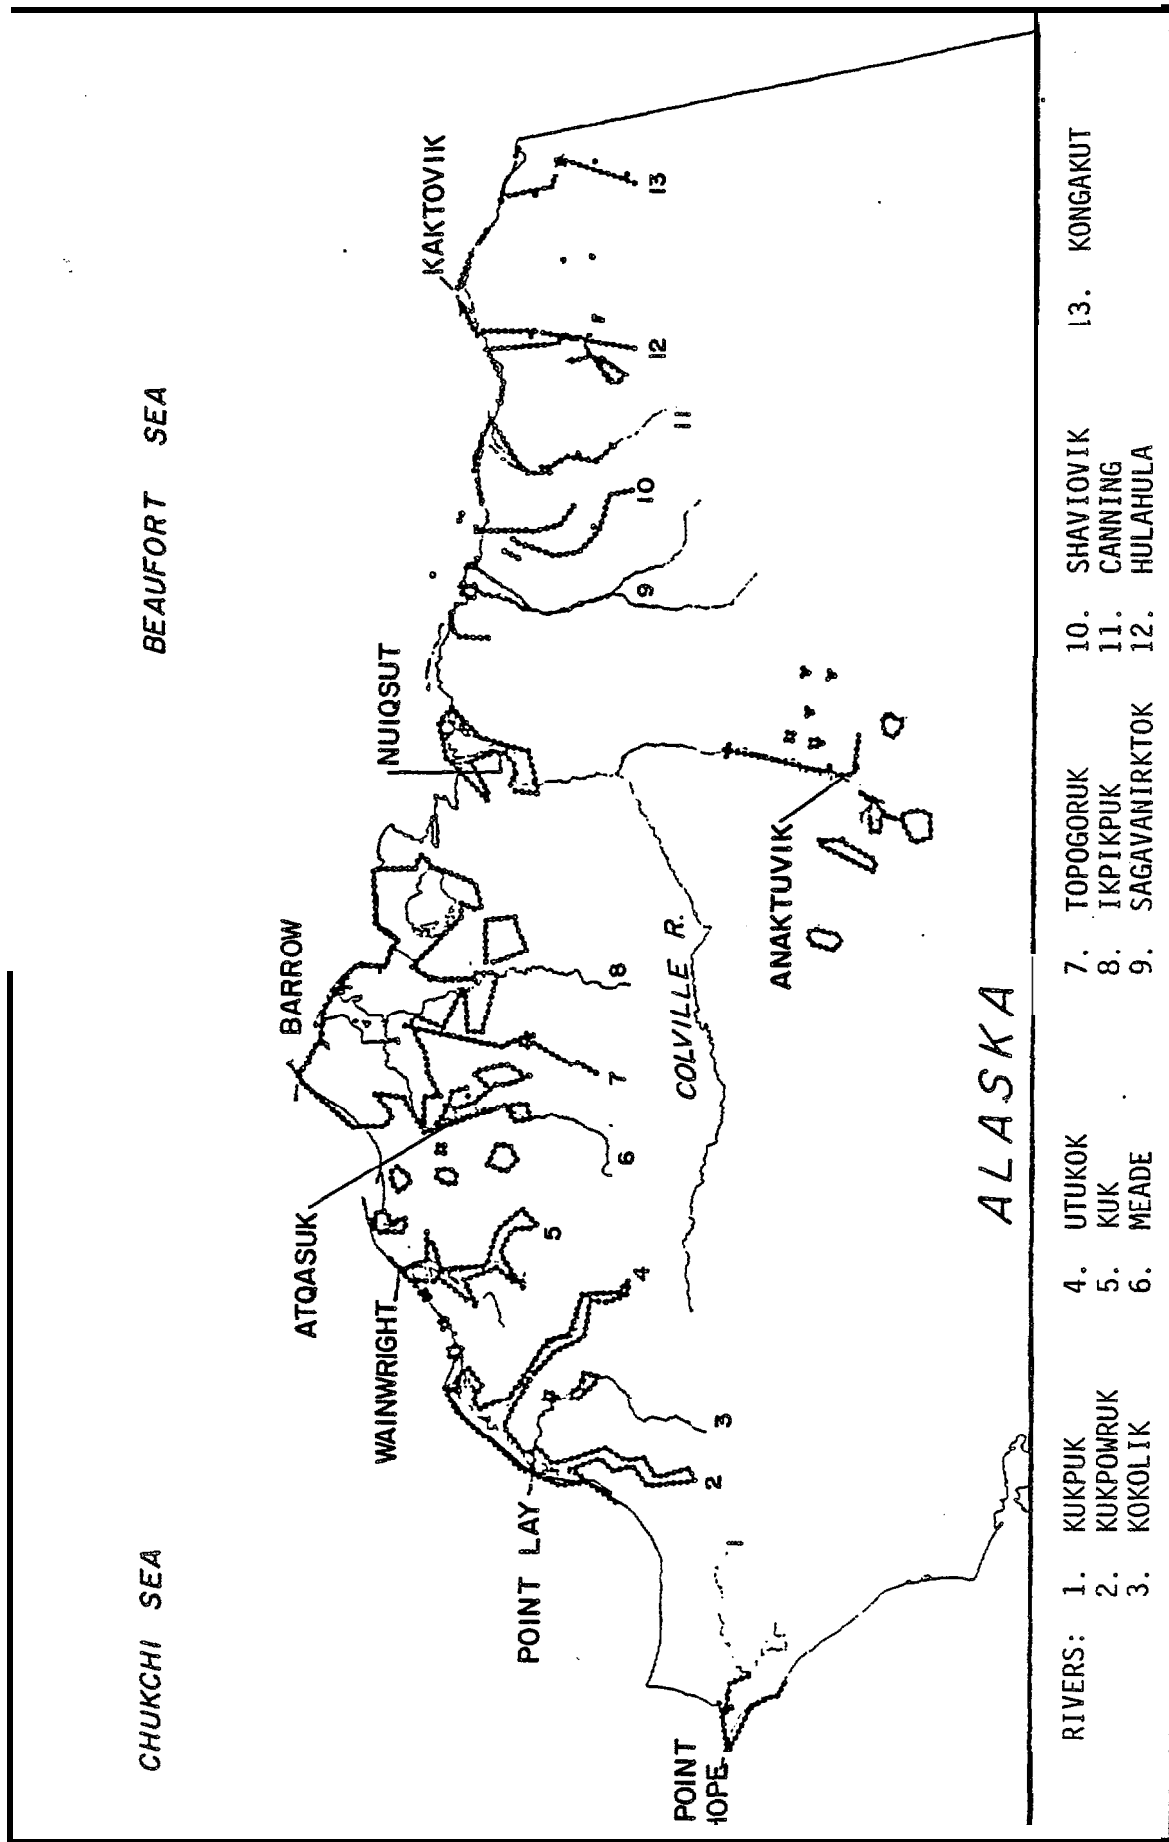 CHUKCHI SEA
BEAUFORT SEA
BARROW
ATQASUK
WAINWRIGHT
POINT LAY
POINT
HOPE
NUIQSUT
KAKTOVIK
ANAKTUVIK
COLVILLE R.
ALASKA
1
2
3
4
5
6
7
8
9
10
11
12
13
RIVERS:
1. KUKPUK
2. KUKPOWRUK
3. KOKOLIK
4. UTUKOK
5. KUK
6. MEADE
7. TOPOGORUK
8. IKPIKPUK
9. SAGAVANIRKTOK
10. SHAVIOVIK
11. CANNING
12. HULAHULA
13. KONGAKUT